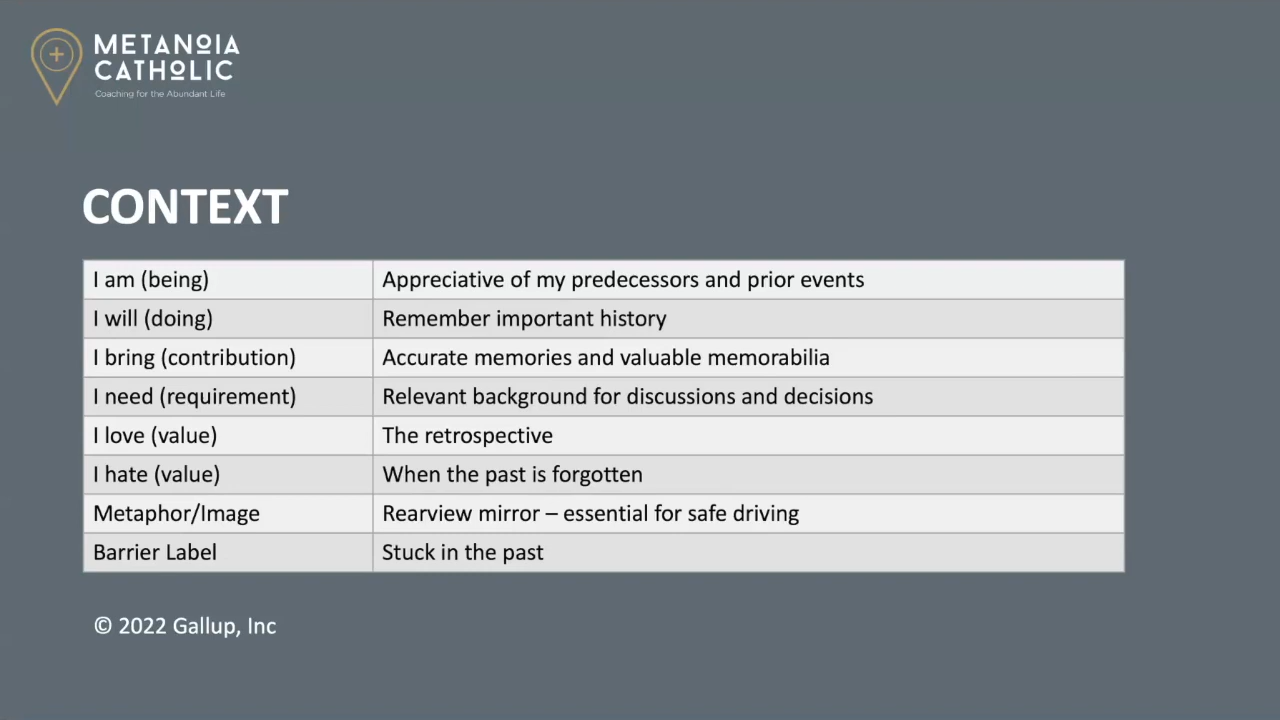 METANOIA
CATHOLIC
Coaching for the Abundant Life
CONTEXT
I am (being) Appreciative of my predecessors and prior events
I will (doing) Remember important history
I bring (contribution) Accurate memories and valuable memorabilia
I need (requirement) Relevant background for discussions and decisions
I love (value) The retrospective
I hate (value) When the past is forgotten
Metaphor/Image Rearview mirror – essential for safe driving
Barrier Label Stuck in the past
© 2022 Gallup, Inc